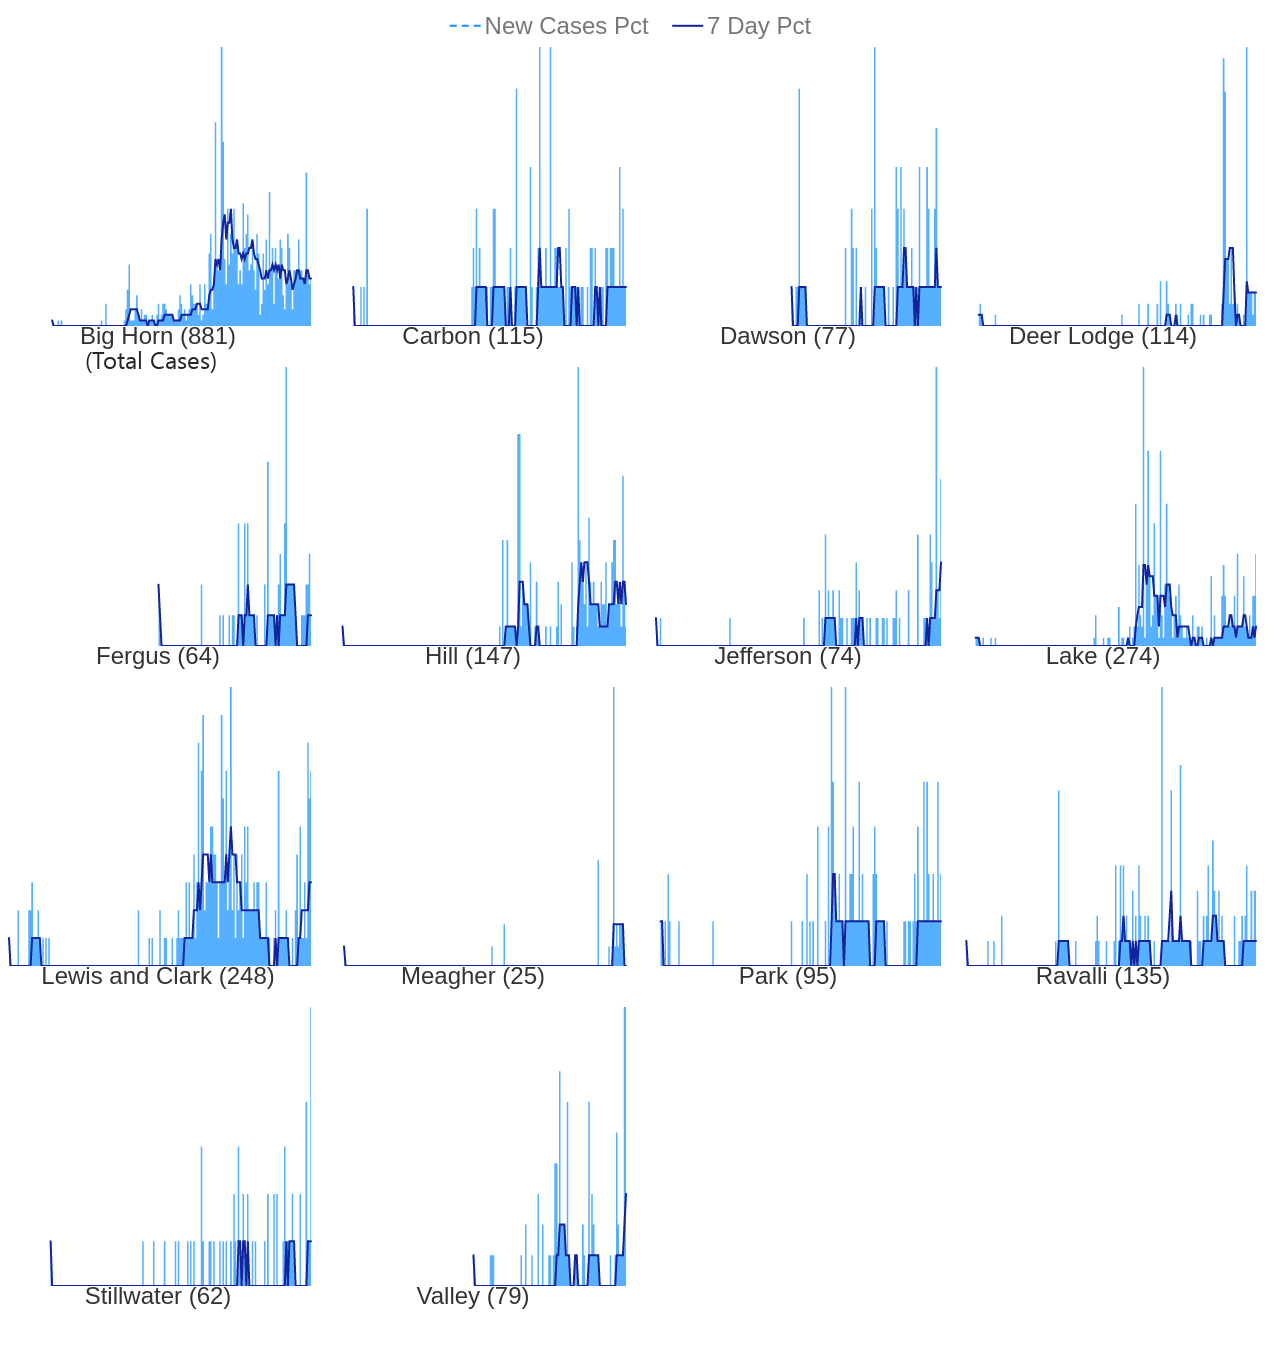 New Cases Pct 7 Day Pct
Big Horn (881) Carbon (115) Dawson (77) Deer Lodge (114)
(Total Cases)
Fergus (64) Hill (147) Jefferson (74) Lake (274)
Lewis and Clark (248) Meagher (25) Park (95) Ravalli (135)
Stillwater (62) Valley (79)